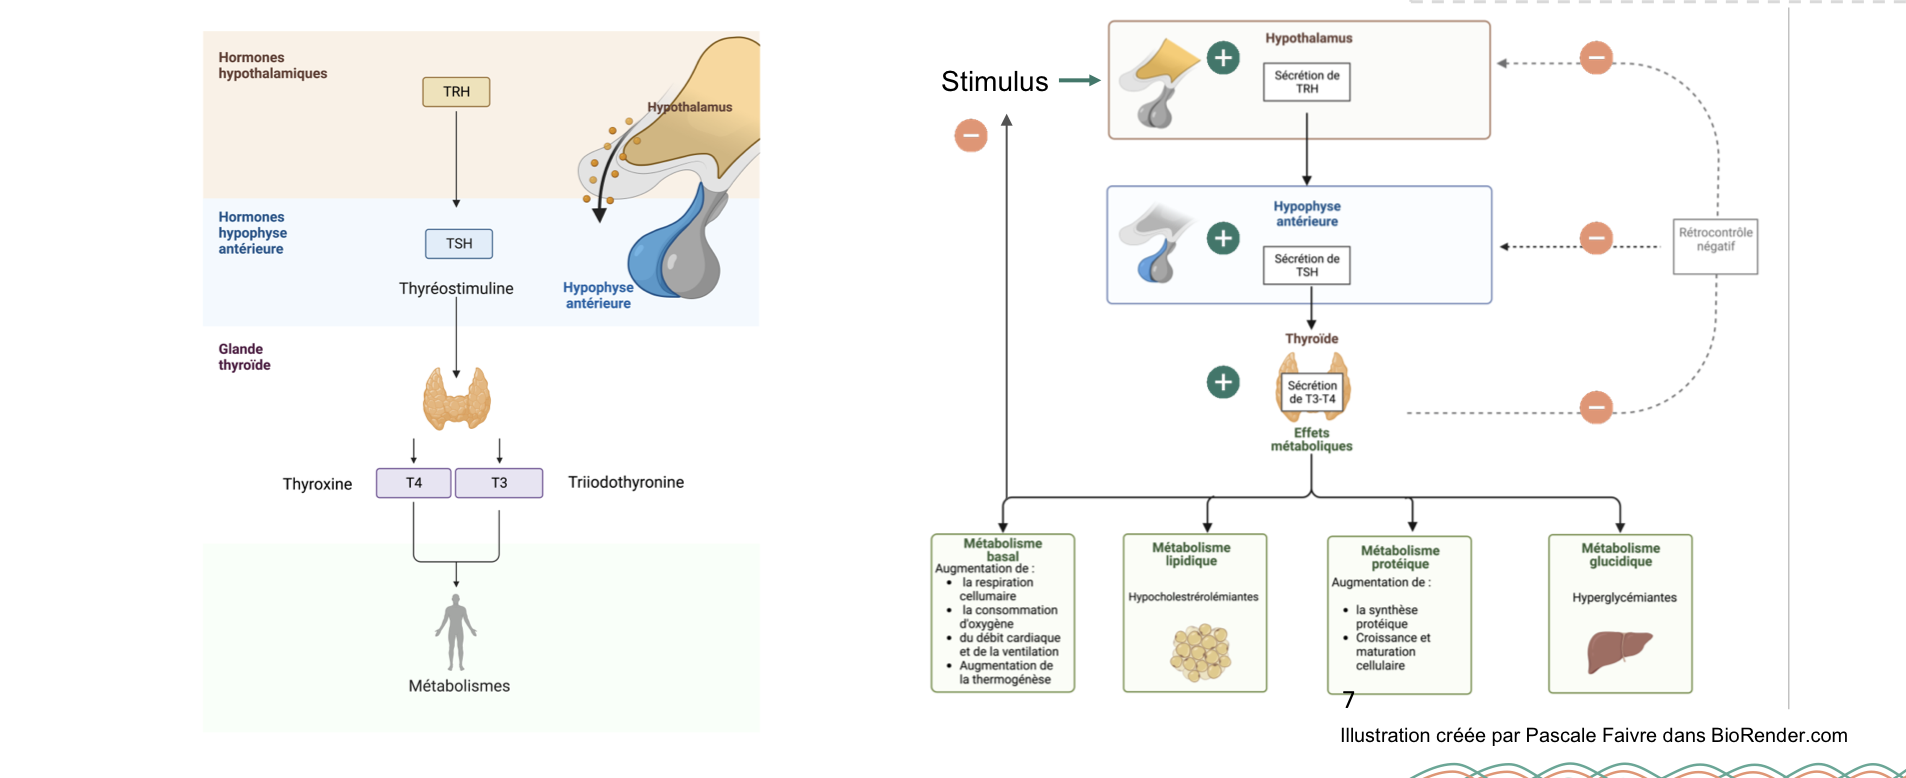 Hormones
hypothalamiques
TRH
Hypothalamus
Hormones
hypophyse
antérieure
TSH
Thyréostimuline
Hypophyse
antérieure
Glande
thyroïde
Thyroxine
T4
T3
Triiodothyronine
Métabolismes
Stimulus
Hypothalamus
Sécrétion de
TRH
Hypophyse
antérieure
Sécrétion de
TSH
Rétrocontrôle
négatif
Thyroïde
Sécrétion
de T3-T4
Effets
métaboliques
Métabolisme
basal
Augmentation de :
• la respiration
cellumaire
• la consommation
d'oxygène
• du débit cardiaque
et de la ventilation
• Augmentation de
la thermogénèse
Métabolisme
lipidique
Hypocholestrérolémiantes
Métabolisme
protéique
Augmentation de :
• la synthèse
protéique
• Croissance et
maturation
cellulaire
Métabolisme
glucidique
Hyperglycémiantes
7
Illustration créée par Pascale Faivre dans BioRender.com